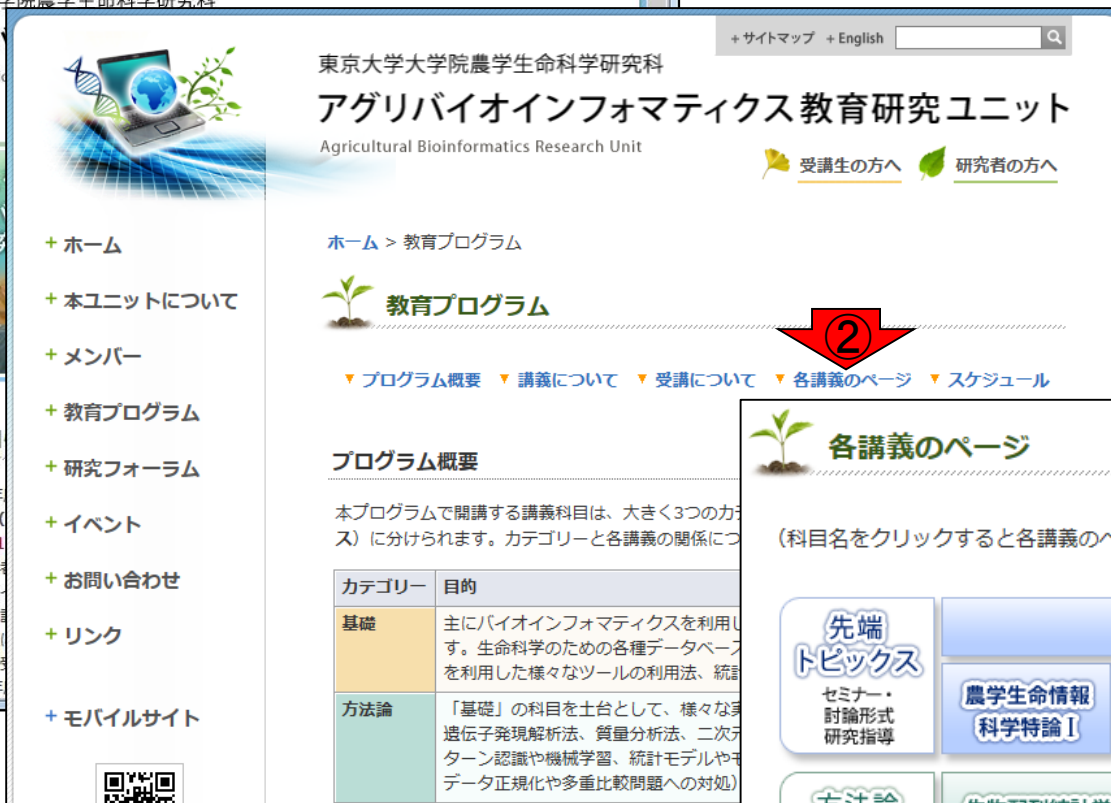 学院農学生命科学研究科
+ サイトマップ + English
東京大学大学院農学生命科学研究科
アグリバイオインフォマティクス教育研究ユニット
Agricultural Bioinformatics Research Unit
受講生の方へ 研究者の方へ
+ ホーム
+ 本ユニットについて
+ メンバー
+ 教育プログラム
+ 研究フォーラム
+ イベント
+ お問い合わせ
+ リンク
+ モバイルサイト
ホーム > 教育プログラム
教育プログラム
②
▼ プログラム概要 ▼ 講義について ▼ 受講について ▼ 各講義のページ ▼ スケジュール
プログラム概要
本プログラムで開講する講義科目は、大きく3つのカテ
ス）に分けられます。カテゴリーと各講義の関係につ
カテゴリー 目的
基礎 主にバイオインフォマティクスを利用し
す。生命科学のための各種データベース
を利用した様々なツールの利用法、統計
方法論 「基礎」の科目を土台として、様々な実
遺伝子発現解析法、質量分析法、二次元
ターン認識や機械学習、統計モデルやモ
データ正規化や多重比較問題への対処）
各講義のページ
（科目名をクリックすると各講義のペ
先端
トピックス
セミナー・
討論形式
研究指導
農学生命情報
科学特論Ⅰ
方法論